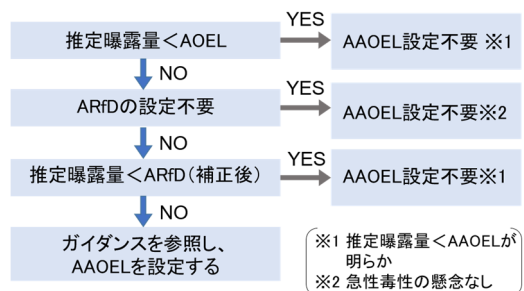 推定曝露量＜AOEL
YES
AAOEL設定不要 ※1
NO
ARfDの設定不要
YES
AAOEL設定不要※2
NO
推定曝露量＜ARfD（補正後）
YES
AAOEL設定不要※1
NO
ガイダンスを参照し、
AAOELを設定する
※1 推定曝露量＜AAOELが
明らか
※2 急性毒性の懸念なし